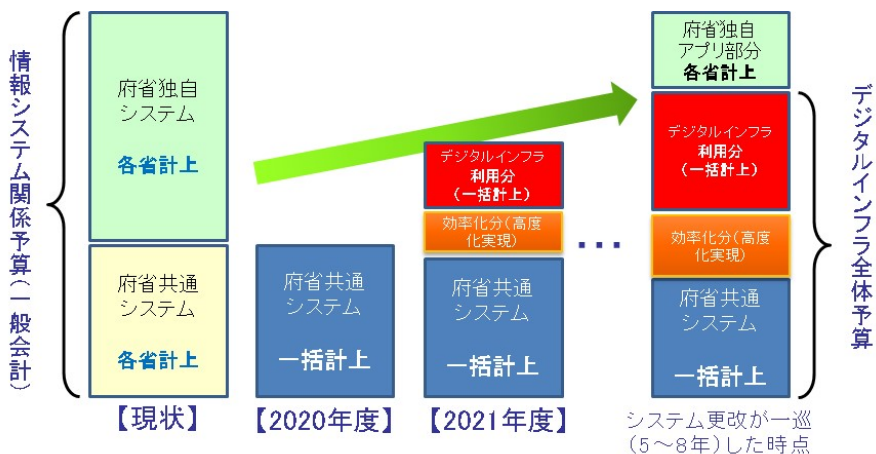 情報システム関係予算(一般会計)
府省独自
システム
各省計上
府省共通
システム
各省計上
【現状】
府省共通
システム
一括計上
【2020年度】
デジタルインフラ
利用分
(一括計上)
効率化分(高度
化実現)
府省共通
システム
一括計上
【2021年度】
...
府省独自
アプリ部分
各省計上
デジタルインフラ
利用分
(一括計上)
効率化分(高度
化実現)
府省共通
システム
一括計上
システム更改が一巡
(5～8年)した時点
デジタルインフラ全体予算